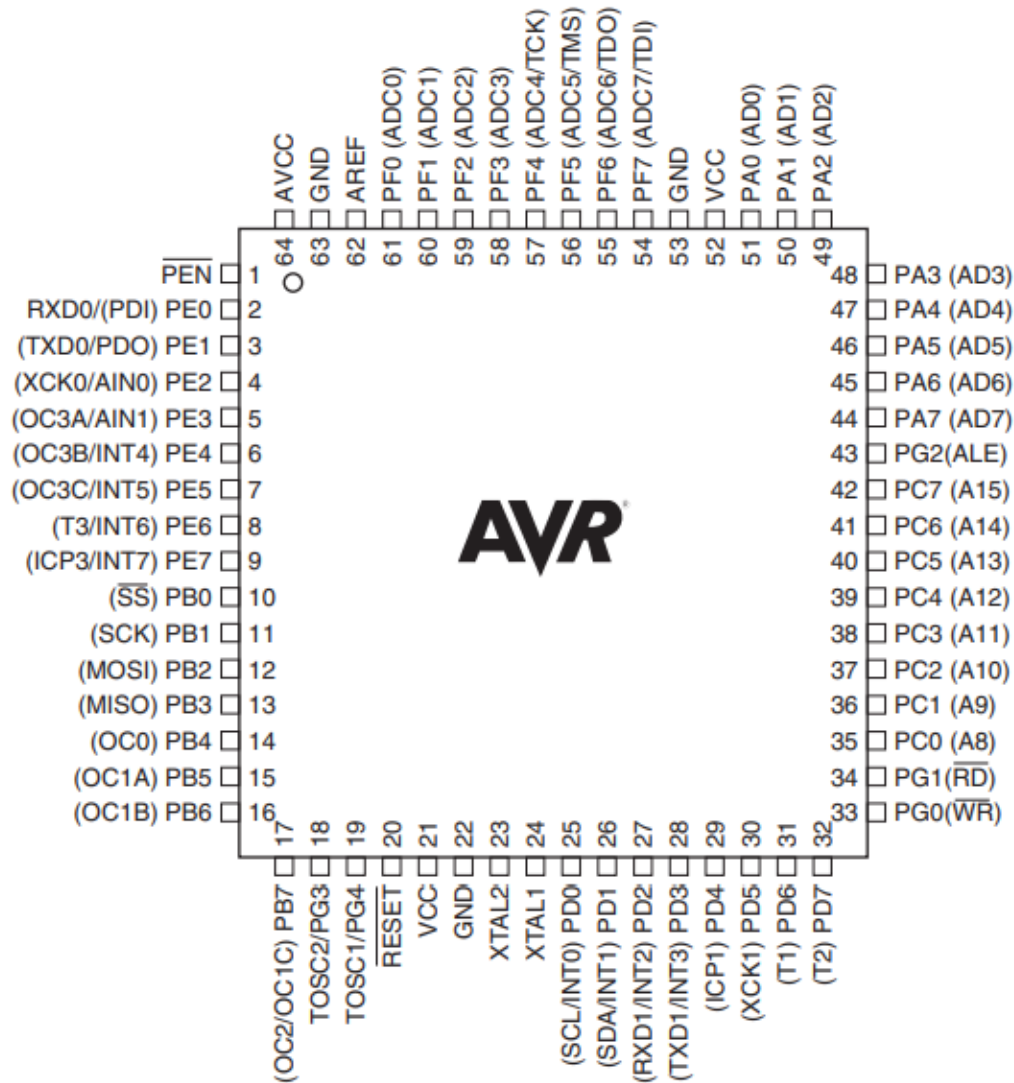 AVCC
GND
AREF
PF0 (ADC0)
PF1 (ADC1)
PF2 (ADC2)
PF3 (ADC3)
PF4 (ADC4/TCK)
PF5 (ADC5/TMS)
PF6 (ADC6/TDO)
PF7 (ADC7/TDI)
GND
VCC
PA0 (AD0)
PA1 (AD1)
PA2 (AD2)
64
63
62
61
60
59
58
57
56
55
54
53
52
51
50
49
P̅E̅N̅ 1
RXD0/(PDI) PE0 2
(TXD0/PDO) PE1 3
(XCK0/AIN0) PE2 4
(OC3A/AIN1) PE3 5
(OC3B/INT4) PE4 6
(OC3C/INT5) PE5 7
(T3/INT6) PE6 8
(ICP3/INT7) PE7 9
(S̅S̅) PB0 10
(SCK) PB1 11
(MOSI) PB2 12
(MISO) PB3 13
(OC0) PB4 14
(OC1A) PB5 15
(OC1B) PB6 16
AVR®
48 PA3 (AD3)
47 PA4 (AD4)
46 PA5 (AD5)
45 PA6 (AD6)
44 PA7 (AD7)
43 PG2(ALE)
42 PC7 (A15)
41 PC6 (A14)
40 PC5 (A13)
39 PC4 (A12)
38 PC3 (A11)
37 PC2 (A10)
36 PC1 (A9)
35 PC0 (A8)
34 PG1(R̅D̅)
33 PG0(W̅R̅)
17
18
19
20
21
22
23
24
25
26
27
28
29
30
31
32
(OC2/OC1C) PB7
TOSC2/PG3
TOSC1/PG4
R̅E̅S̅E̅T̅
VCC
GND
XTAL2
XTAL1
(SCL/INT0) PD0
(SDA/INT1) PD1
(RXD1/INT2) PD2
(TXD1/INT3) PD3
(ICP1) PD4
(XCK1) PD5
(T1) PD6
(T2) PD7